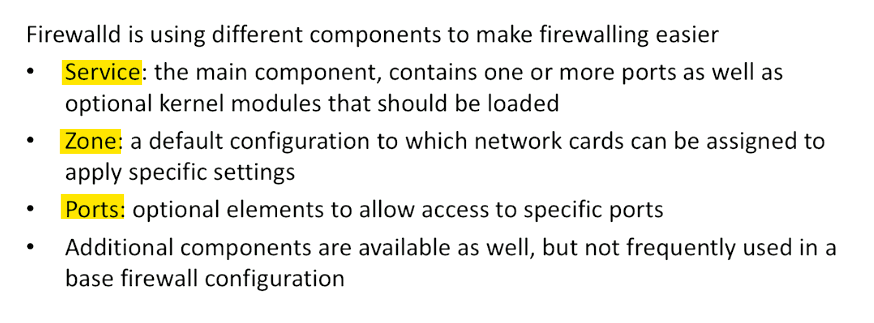 Firewalld is using different components to make firewalling easier
• Service: the main component, contains one or more ports as well as
optional kernel modules that should be loaded
• Zone: a default configuration to which network cards can be assigned to
apply specific settings
• Ports: optional elements to allow access to specific ports
• Additional components are available as well, but not frequently used in a
base firewall configuration